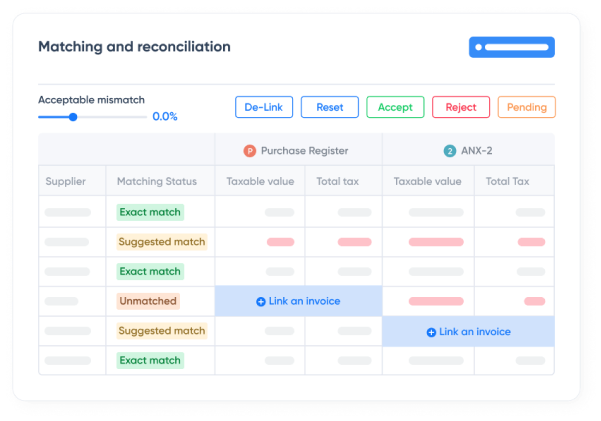 Matching and reconciliation
Acceptable mismatch
0.0%
De-Link Reset Accept Reject Pending
P Purchase Register 2 ANX-2
Supplier Matching Status Taxable value Total tax Taxable value Total Tax
Exact match
Suggested match
Exact match
Unmatched Link an invoice
Suggested match Link an invoice
Exact match